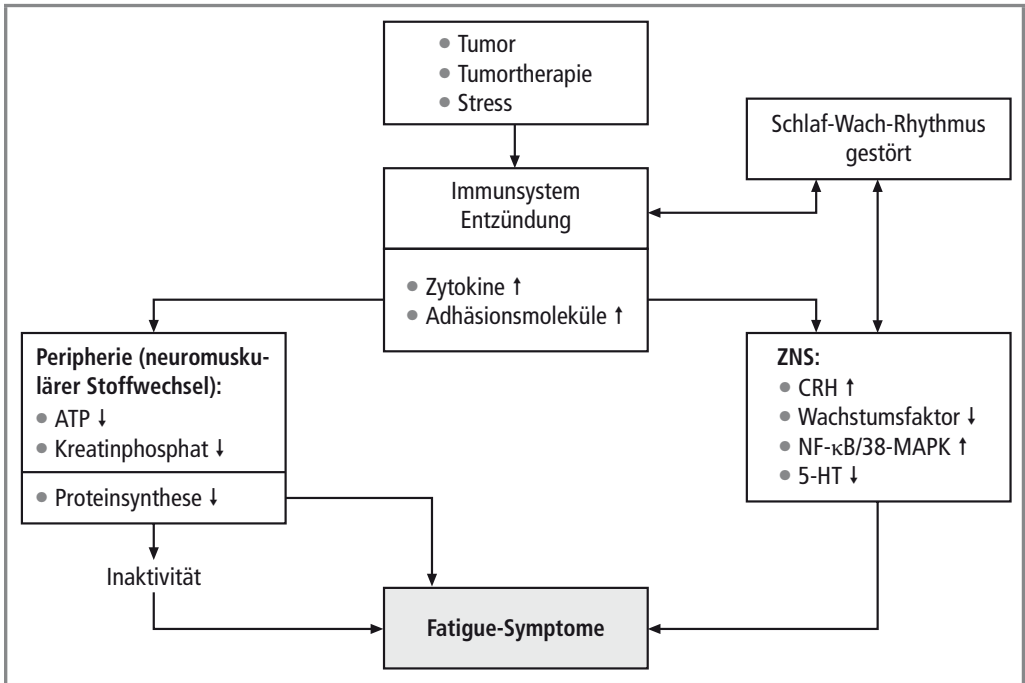 ● Tumor
● Tumortherapie
● Stress
Schlaf-Wach-Rhythmus
gestört
Immunsystem
Entzündung
● Zytokine ↑
● Adhäsionsmoleküle ↑
Peripherie (neuromusku-
lärer Stoffwechsel):
● ATP ↓
● Kreatinphosphat ↓
● Proteinsynthese ↓
ZNS:
● CRH ↑
● Wachstumsfaktor ↓
● NF-κB/38-MAPK ↑
● 5-HT ↓
Inaktivität
Fatigue-Symptome